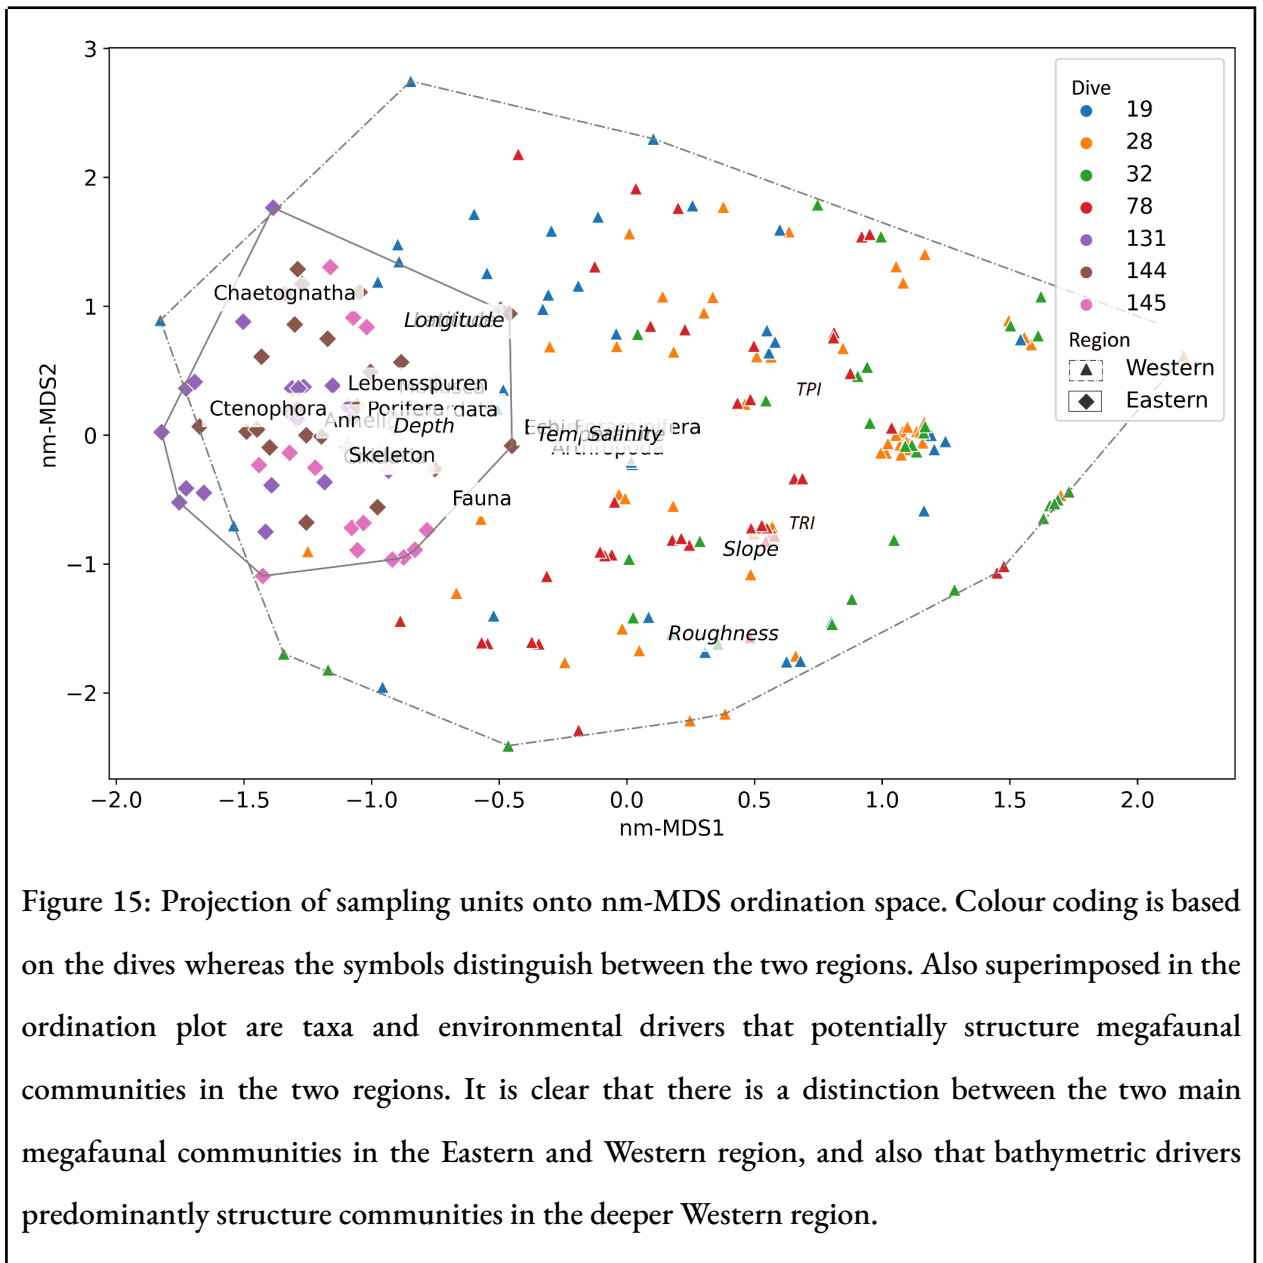 3
2
1
0
−1
−2
nm-MDS2
−2.0 −1.5 −1.0 −0.5 0.0 0.5 1.0 1.5 2.0
nm-MDS1
Dive
19
28
32
78
131
144
145
Region
Western
Eastern
Chaetognatha
Longitude
TPI
Lebensspuren
Ctenophora Porifera
Depth
Salinity
Skeleton
Fauna
TRI
Slope
Roughness
Figure 15: Projection of sampling units onto nm-MDS ordination space. Colour coding is based
on the dives whereas the symbols distinguish between the two regions. Also superimposed in the
ordination plot are taxa and environmental drivers that potentially structure megafaunal
communities in the two regions. It is clear that there is a distinction between the two main
megafaunal communities in the Eastern and Western region, and also that bathymetric drivers
predominantly structure communities in the deeper Western region.